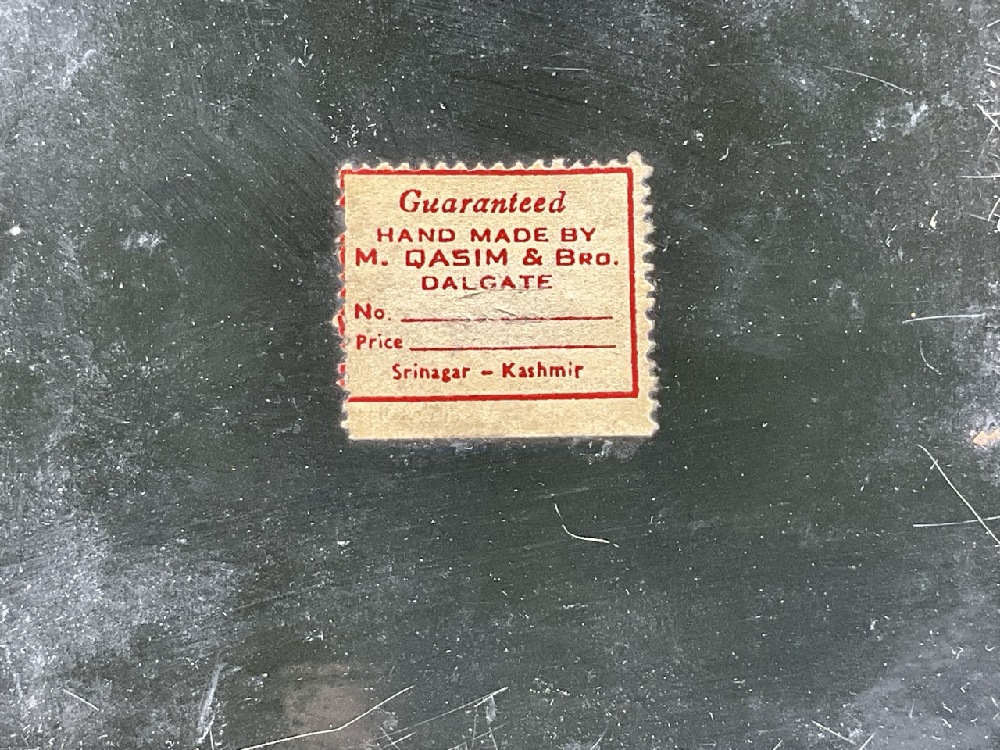 Guaranteed
HAND MADE BY
M. QASIM & BRO.
DALGATE
No.
Price
Srinagar - Kashmir